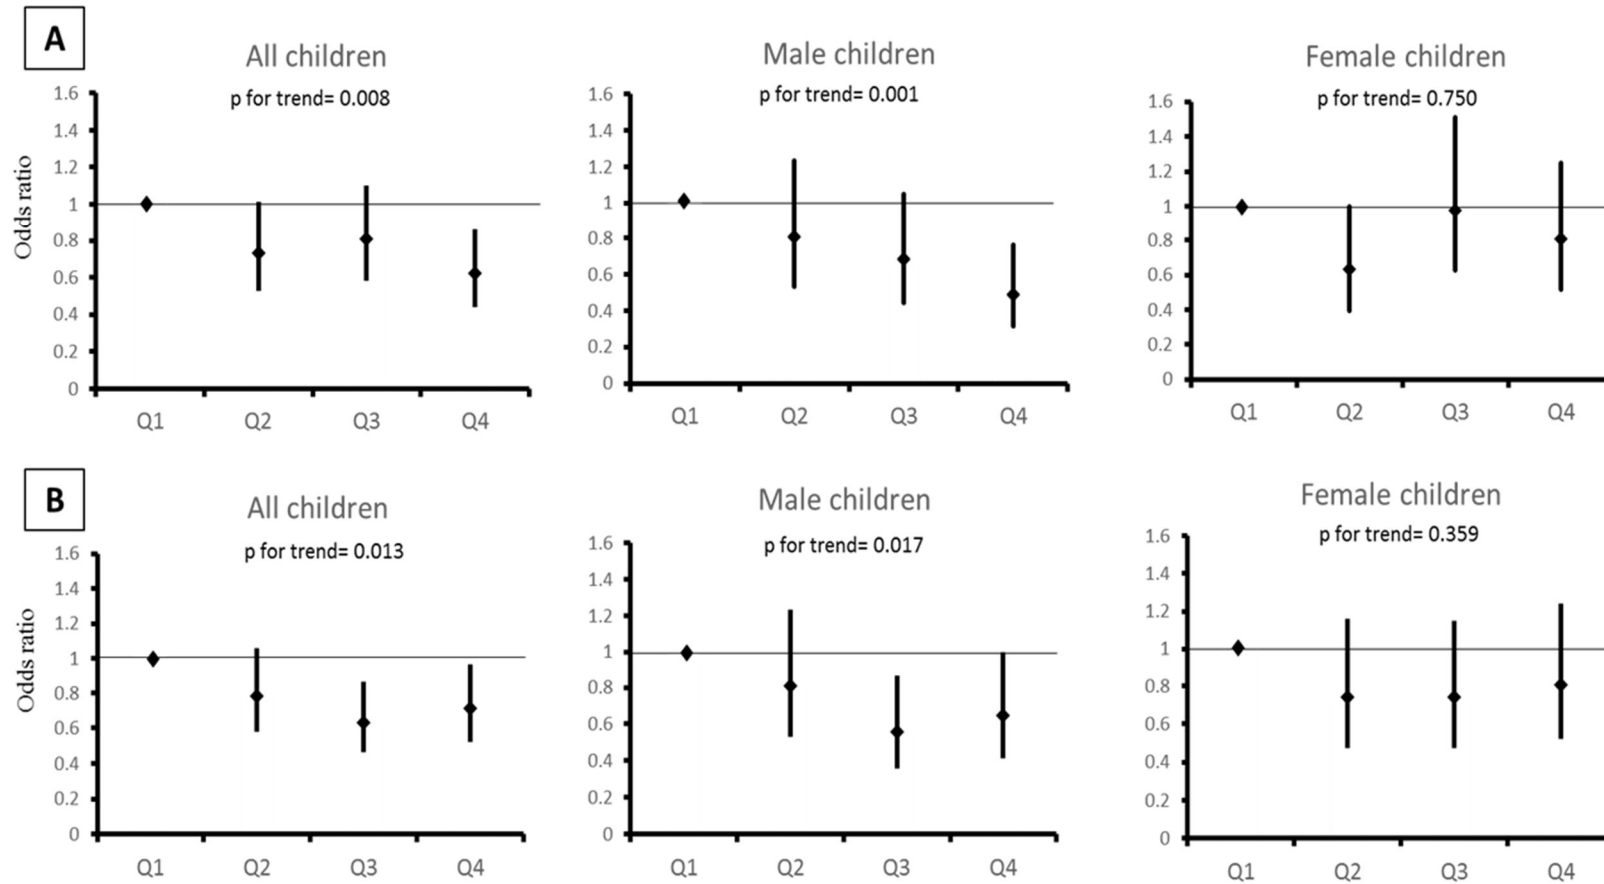 A
All children
p for trend= 0.008
Odds ratio
1.6
1.4
1.2
1
0.8
0.6
0.4
0.2
0
Q1 Q2 Q3 Q4
Male children
p for trend= 0.001
1.6
1.4
1.2
1
0.8
0.6
0.4
0.2
0
Q1 Q2 Q3 Q4
Female children
p for trend= 0.750
1.6
1.4
1.2
1
0.8
0.6
0.4
0.2
0
Q1 Q2 Q3 Q4
B
All children
p for trend= 0.013
Odds ratio
1.6
1.4
1.2
1
0.8
0.6
0.4
0.2
0
Q1 Q2 Q3 Q4
Male children
p for trend= 0.017
1.6
1.4
1.2
1
0.8
0.6
0.4
0.2
0
Q1 Q2 Q3 Q4
Female children
p for trend= 0.359
1.6
1.4
1.2
1
0.8
0.6
0.4
0.2
0
Q1 Q2 Q3 Q4